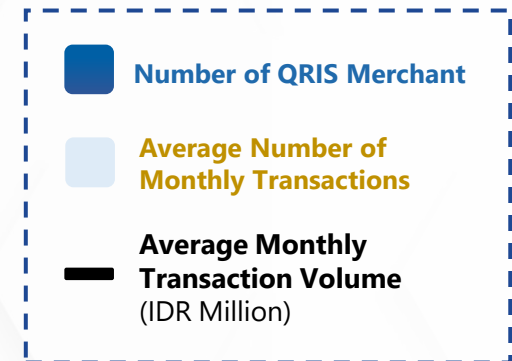 Number of QRIS Merchant
Average Number of
Monthly Transactions
Average Monthly
Transaction Volume
(IDR Million)